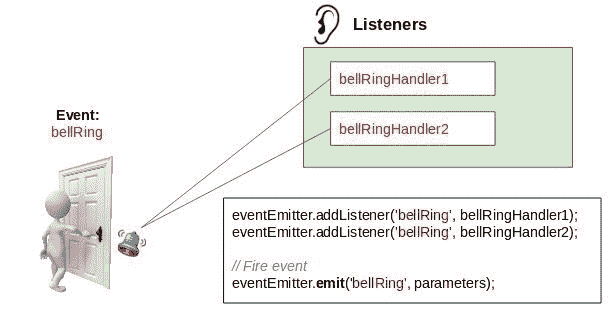 Listeners
bellRingHandler1
bellRingHandler2
Event:
bellRing
eventEmitter.addListener('bellRing', bellRingHandler1);
eventEmitter.addListener('bellRing', bellRingHandler2);
// Fire event
eventEmitter.emit('bellRing', parameters);